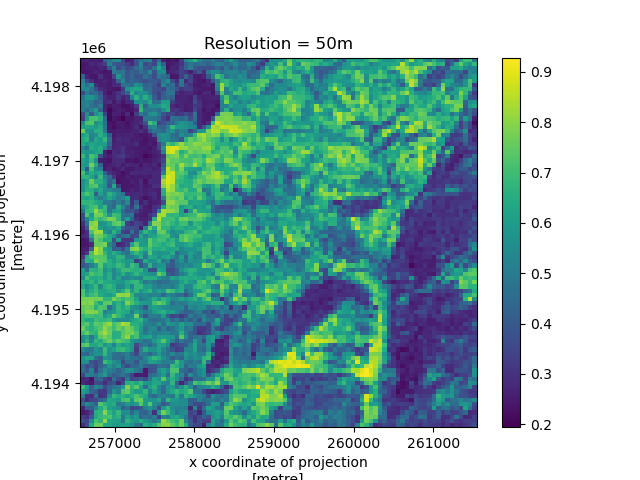 Resolution = 50m
1e6
4.198
4.197
4.196
4.195
4.194
y coordinate of projection
[metre]
257000 258000 259000 260000 261000
x coordinate of projection
[metre]
0.9
0.8
0.7
0.6
0.5
0.4
0.3
0.2